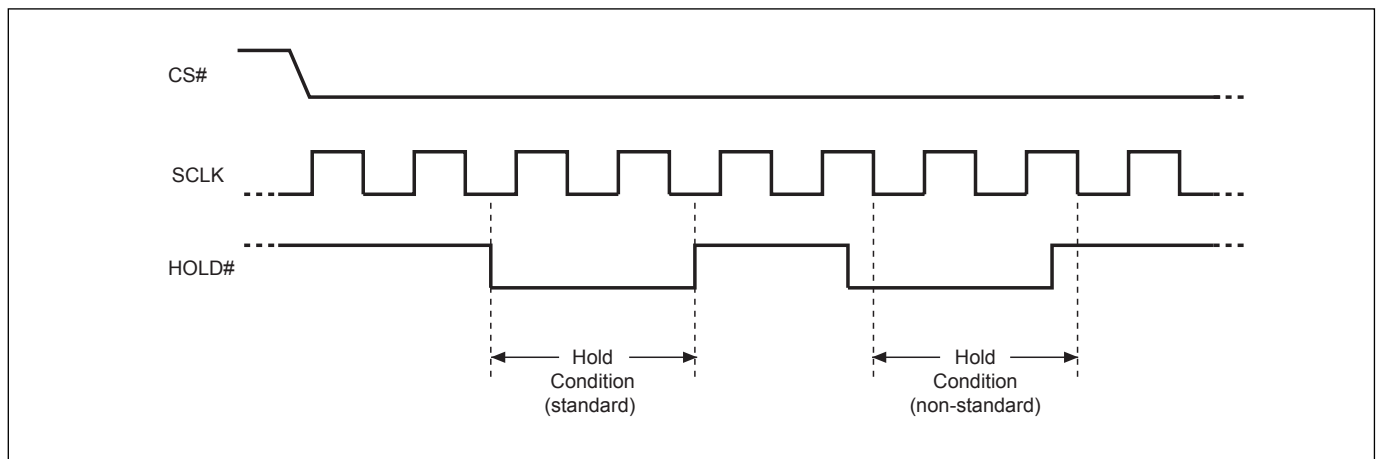 CS#
SCLK
HOLD#
Hold
Condition
(standard)
Hold
Condition
(non-standard)